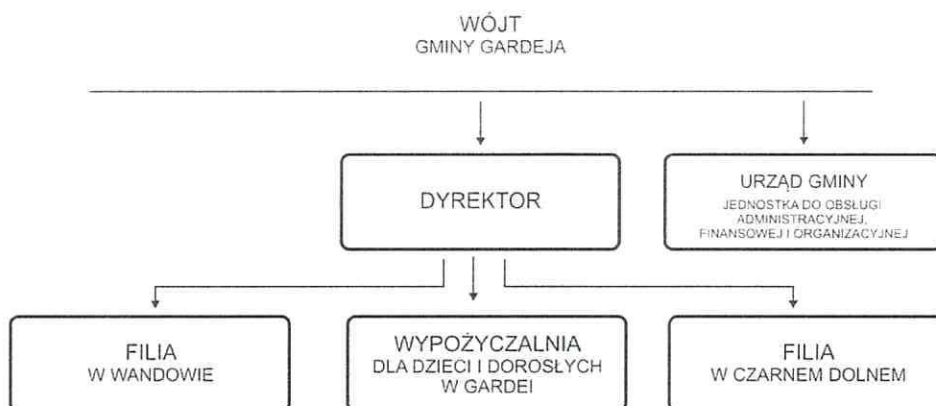 WÓJT
GMINY GARDEJA
DYREKTOR
URZĄD GMINY
JEDNOSTKA DO OBSŁUGI
ADMINISTRACYJNEJ,
FINANSOWEJ I ORGANIZACYJNEJ
FILIA
W WANDOWIE
WYPOŻYCZALNIA
DLA DZIECI I DOROSŁYCH
W GARDEI
FILIA
W CZARNEM DOLNEM